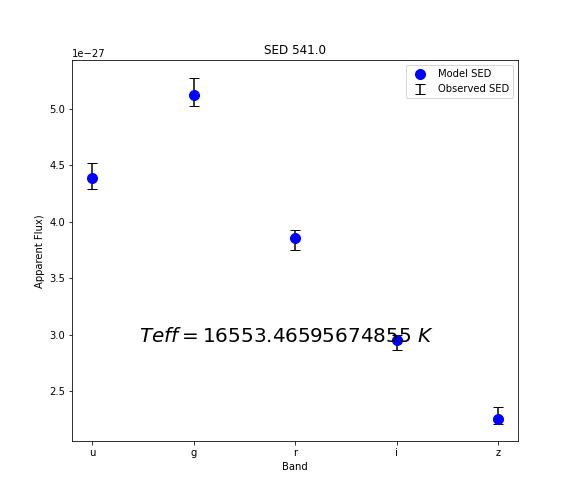 SED 541.0
1e−27
Model SED
Observed SED
5.0
4.5
4.0
3.5
3.0
2.5
Apparent Flux)
Teff = 16553.46595674855 K
u g r i z
Band